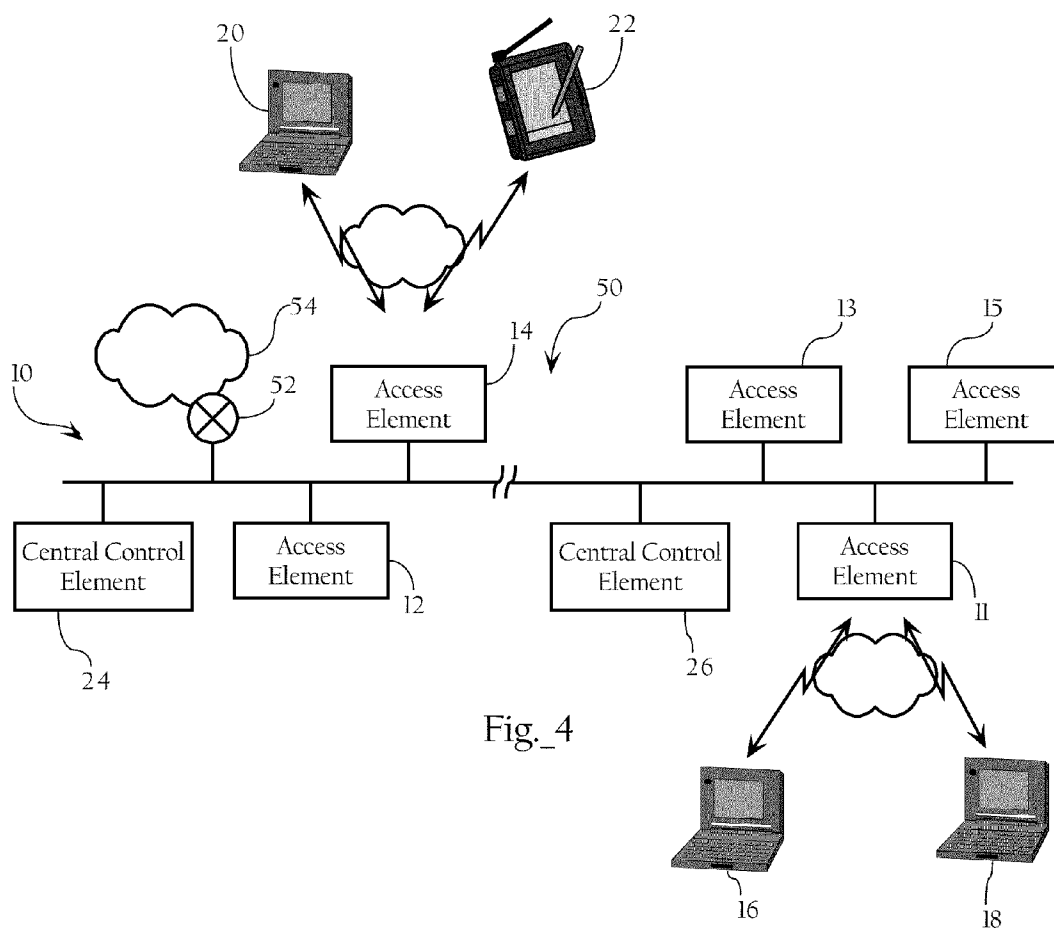 20
22
54
50
14
13
15
10
52
Access
Element
Access
Element
Access
Element
Central Control
Element
Access
Element
Central Control
Element
Access
Element
12
11
24
26
Fig._4
16
18